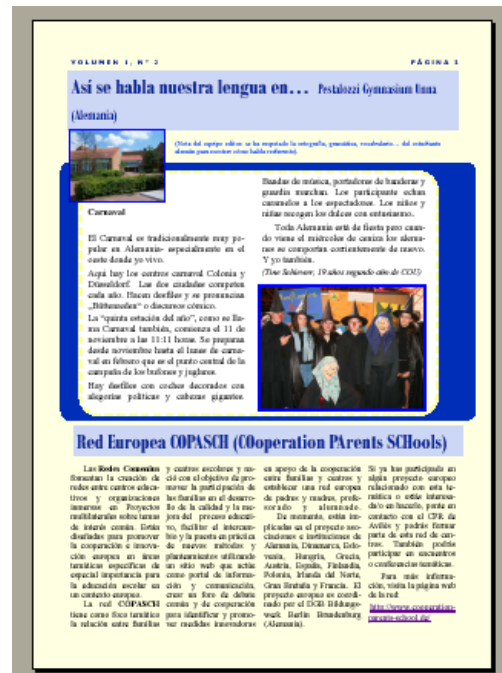 VOLUMEN 1, Nº 2
PÁGINA 5
Así se habla nuestra lengua en... Pestalozzi Gymnasium Unna
(Alemania)
(Nota del equipo editor: se ha respetado la ortografía, gramática, vocabulario... del estudiante
alemán para mostrar cómo habla realmente).
Carnaval
El Carnaval es tradicionalmente muy po-
pular en Alemania- especialmente en el
oeste donde yo vivo.
Aquí hay los centros carnaval Colonia y
Düsseldorf. Las dos ciudades compiten
cada año. Hacen desfiles y se pronuncian
„Büttenreden“ o discursos cómico.
La "quinta estación del año", como se lla-
ma Carnaval también, comienza el 11 de
noviembre a las 11:11 horas. Se preparan
desde noviembre hasta el lunes de carna-
val en febrero que es el punto central de la
campaña de los bufones y juglares.
Hay desfiles con coches decorados con
alegorías políticas y cabezas gigantes.
Bandas de música, portadores de banderas y
guardia marchan. Los participante echan
caramelos a los espectadores. Los niños y
niñas recogen los dulces con entusiasmo.
Toda Alemania está de fiesta pero cuan-
do viene el miércoles de ceniza los alema-
nes se comportan corrientemente de nuevo.
Y yo también.
19 años segundo año de COU)
Red Europea COPASCH (COoperation PArents SCHools)
Las Redes Comenius
fomentan la creación de
redes entre centros educa-
tivos y organizaciones
inmersos en Proyectos
multilaterales sobre temas
de interés común. Están
diseñadas para promover
la cooperación e innova-
ción europea en áreas
temáticas específicas de
especial importancia para
la educación escolar en
un contexto europeo.
La red COPASCH
tiene como foco temático
la relación entre familias
y centros escolares y na-
ció con el objetivo de pro-
mover la participación de
las familias en el desarro-
llo de la calidad y la me-
jora del proceso educati-
vo, facilitar el intercam-
bio y la puesta en práctica
de nuevos métodos y
planteamientos utilizando
un sitio web que actúe
como portal de informa-
ción y comunicación,
crear un foro de debate
común y de cooperación
para identificar y promo-
ver medidas innovadoras
en apoyo de la cooperación
entre familias y centros y
establecer una red europea
de padres y madres, profe-
sorado y alumnado.
De momento, están im-
plicadas en el proyecto aso-
ciaciones e instituciones de
Alemania, Dinamarca, Eslo-
venia, Hungría, Grecia,
Austria, España, Finlandia,
Polonia, Irlanda del Norte,
Gran Bretaña y Francia. El
proyecto europeo es coordi-
nado por el DGB Bildungs-
werk Berlin Brandenburg
(Alemania).
Si ya has participado en
algún proyecto europeo
relacionado con esta te-
mática o estás interesa-
da/o en hacerlo, ponte en
contacto con el CPR de
Avilés y podrás formar
parte de esta red de cen-
tros. También podrás
participar en encuentros
o conferencias temáticas.
Para más informa-
ción, visita la página web
de la red:
http://www.cooperation-
parents-school.de/